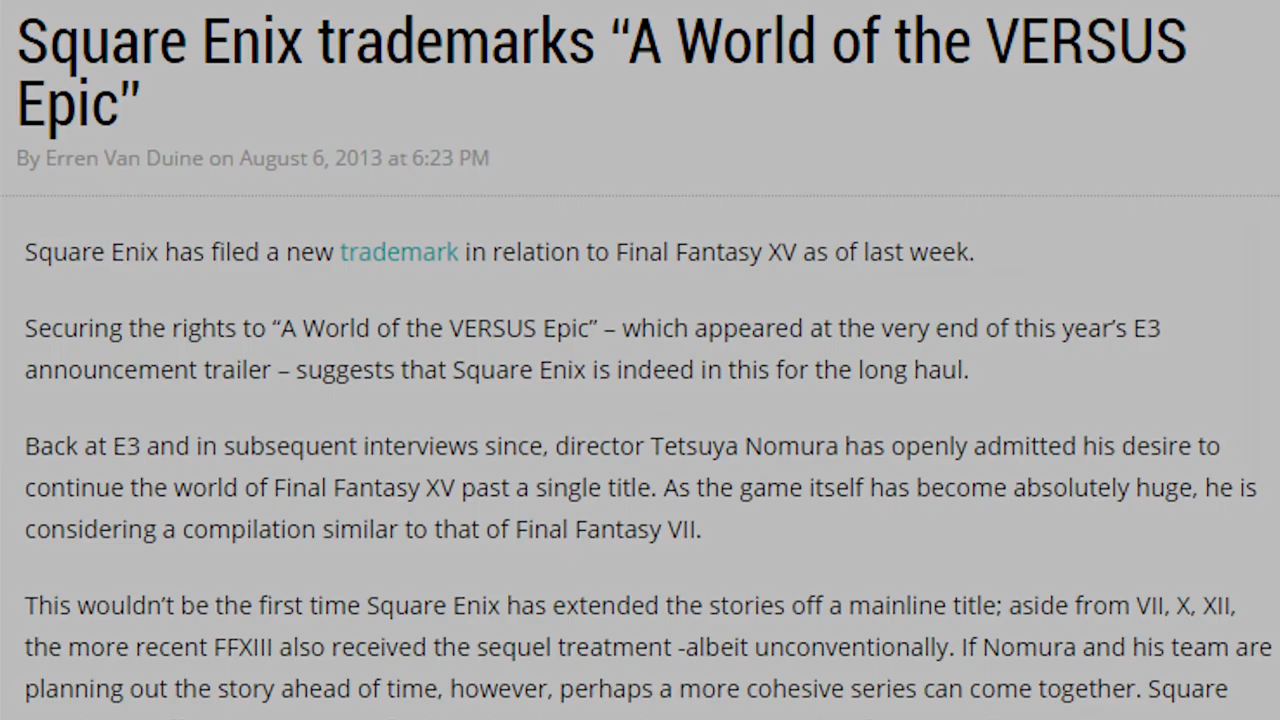 Square Enix trademarks “A World of the VERSUS
Epic”
By Erren Van Duine on August 6, 2013 at 6:23 PM
Square Enix has filed a new trademark in relation to Final Fantasy XV as of last week.
Securing the rights to “A World of the VERSUS Epic” – which appeared at the very end of this year’s E3
announcement trailer – suggests that Square Enix is indeed in this for the long haul.
Back at E3 and in subsequent interviews since, director Tetsuya Nomura has openly admitted his desire to
continue the world of Final Fantasy XV past a single title. As the game itself has become absolutely huge, he is
considering a compilation similar to that of Final Fantasy VII.
This wouldn’t be the first time Square Enix has extended the stories off a mainline title; aside from VII, X, XII,
the more recent FFXIII also received the sequel treatment -albeit unconventionally. If Nomura and his team are
planning out the story ahead of time, however, perhaps a more cohesive series can come together. Square